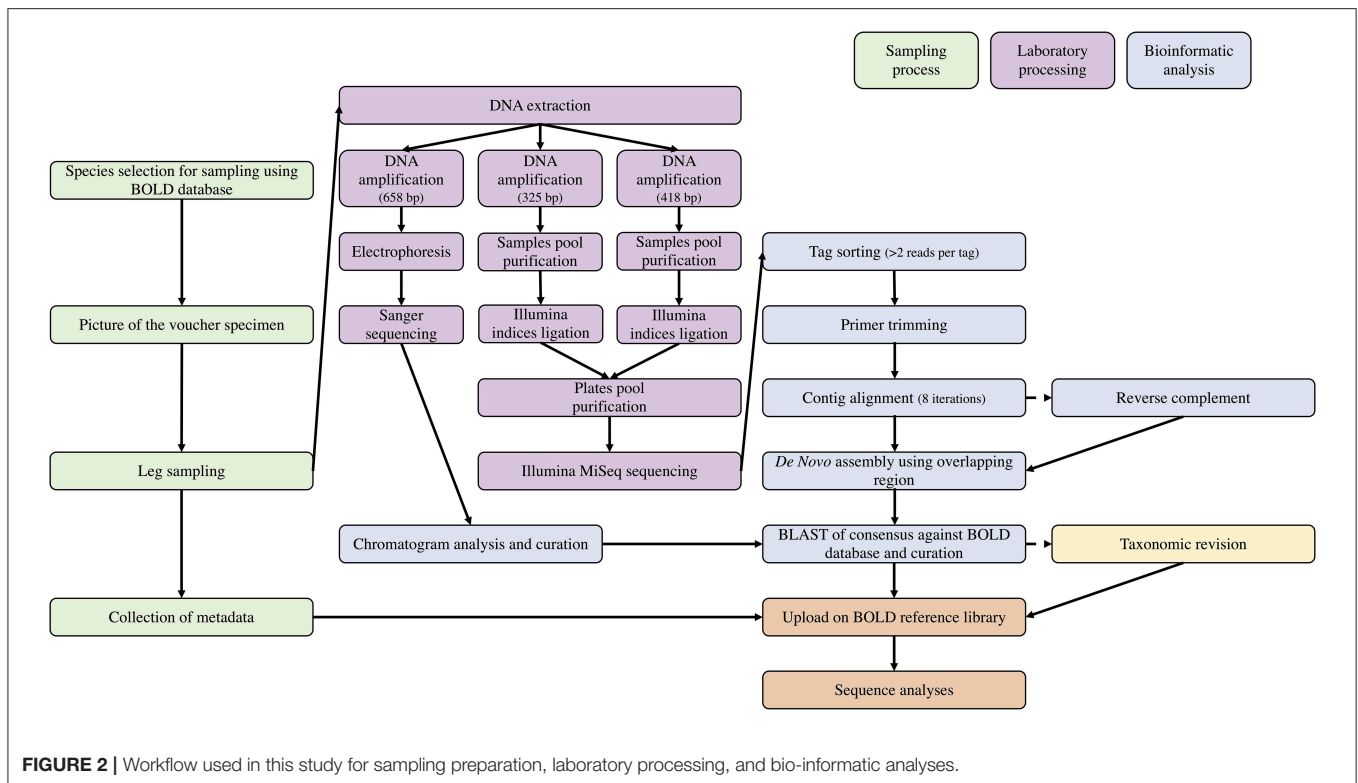 Sampling
process
Laboratory
processing
Bioinformatic
analysis
DNA extraction
Species selection for sampling using
BOLD database
DNA
amplification
(658 bp)
DNA
amplification
(325 bp)
DNA
amplification
(418 bp)
Electrophoresis
Samples pool
purification
Samples pool
purification
Tag sorting (>2 reads per tag)
Picture of the voucher specimen
Sanger
sequencing
Illumina
indices ligation
Illumina
indices ligation
Primer trimming
Plates pool
purification
Contig alignment (8 iterations)
Reverse complement
Leg sampling
Illumina MiSeq sequencing
De Novo assembly using overlapping
region
Chromatogram analysis and curation
BLAST of consensus against BOLD
database and curation
Taxonomic revision
Collection of metadata
Upload on BOLD reference library
Sequence analyses
FIGURE 2 | Workflow used in this study for sampling preparation, laboratory processing, and bio-informatic analyses.